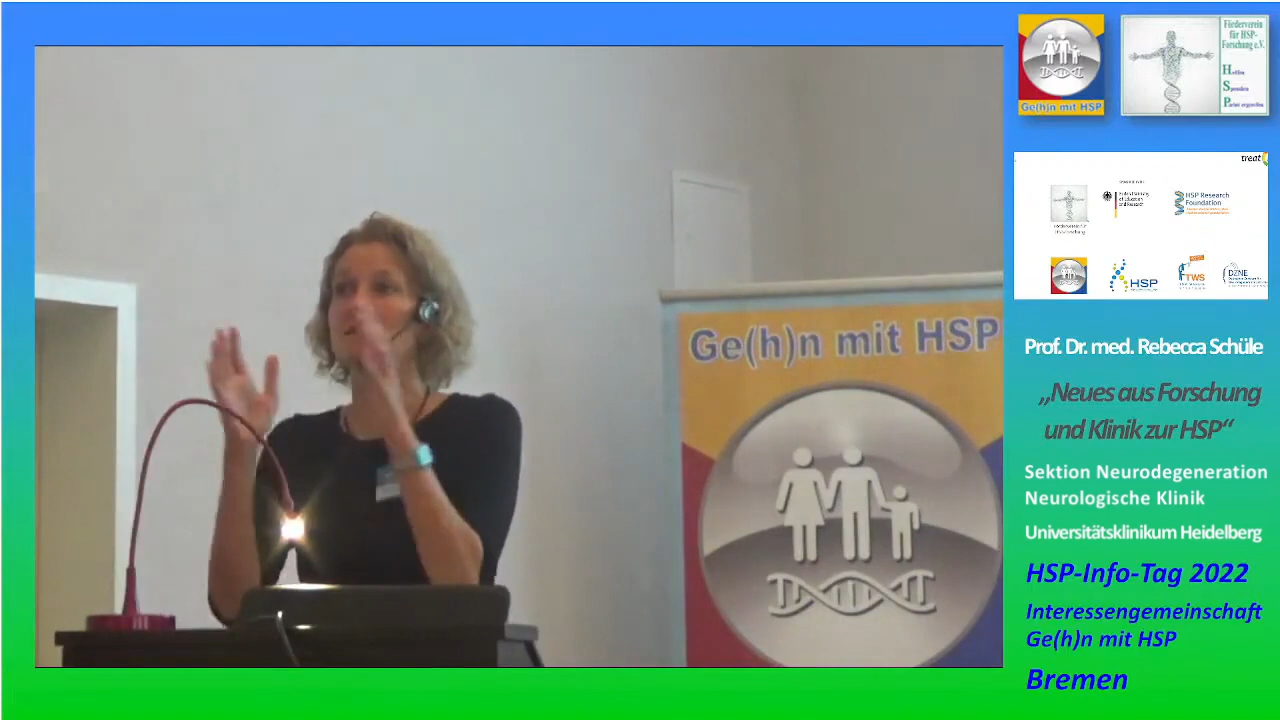 Ge(h)n mit HSP
Förderverein
für HSP-
Forschung e.V.
Helfen
Spenden
treat
HSP Research
Foundation
HSP
TWS
DZNE
Ge(h)n mit HSP
Prof. Dr. med. Rebecca Schüle
„Neues aus Forschung
und Klinik zur HSP“
Sektion Neurodegeneration
Neurologische Klinik
Universitätsklinikum Heidelberg
HSP-Info-Tag 2022
Interessengemeinschaft
Ge(h)n mit HSP
Bremen